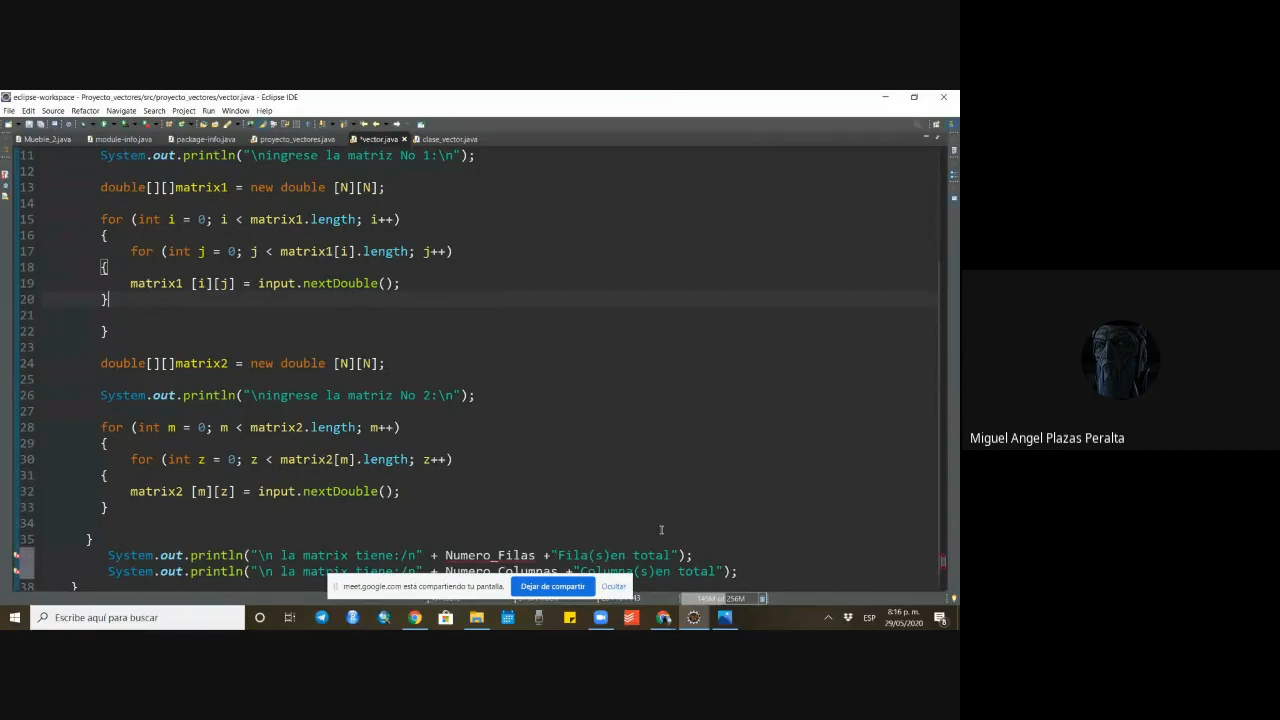 eclipse-workspace - Proyecto_vectores/src/proyecto_vectores/vector.java - Eclipse IDE
File Edit Source Refactor Navigate Search Project Run Window Help
Muebie_2.java module-info.java package-info.java proyecto_vectores.java *vector.java clase_vector.java
11 System.out.println("\ningrese la matriz No 1:\n");
12
13 double[][]matrix1 = new double [N][N];
14
15 for (int i = 0; i < matrix1.length; i++)
16 {
17 for (int j = 0; j < matrix1[i].length; j++)
18 {
19 matrix1 [i][j] = input.nextDouble();
20 }
21
22 }
23
24 double[][]matrix2 = new double [N][N];
25
26 System.out.println("\ningrese la matriz No 2:\n");
27
28 for (int m = 0; m < matrix2.length; m++)
29 {
30 for (int z = 0; z < matrix2[m].length; z++)
31 {
32 matrix2 [m][z] = input.nextDouble();
33 }
34
35 }
System.out.println("\n la matrix tiene:/n" + Numero_Filas +"Fila(s)en total");
System.out.println("\n la matrix tiene:/n" + Numero_Columnas +"Columna(s)en total");
38 }
meet.google.com está compartiendo tu pantalla. Dejar de compartir Ocultar
of 256M
Escribe aquí para buscar
ESP
8:16 p. m.
29/05/2020
Miguel Angel Plazas Peralta